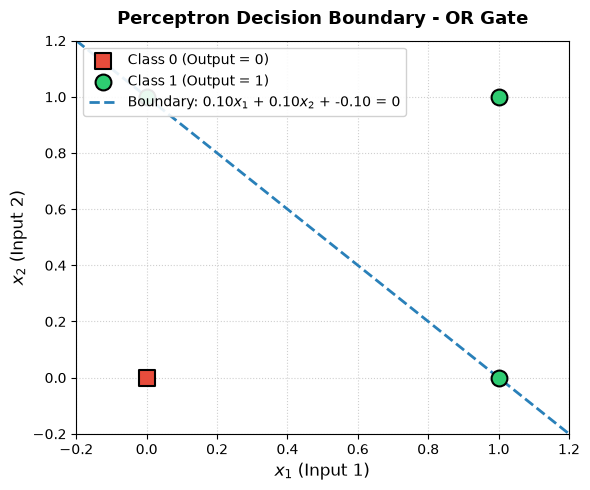 Perceptron Decision Boundary - OR Gate
Class 0 (Output = 0)
Class 1 (Output = 1)
Boundary: 0.10x₁ + 0.10x₂ + -0.10 = 0
1.2
1.0
0.8
0.6
0.4
0.2
0.0
−0.2
x₂ (Input 2)
−0.2 0.0 0.2 0.4 0.6 0.8 1.0 1.2
x₁ (Input 1)